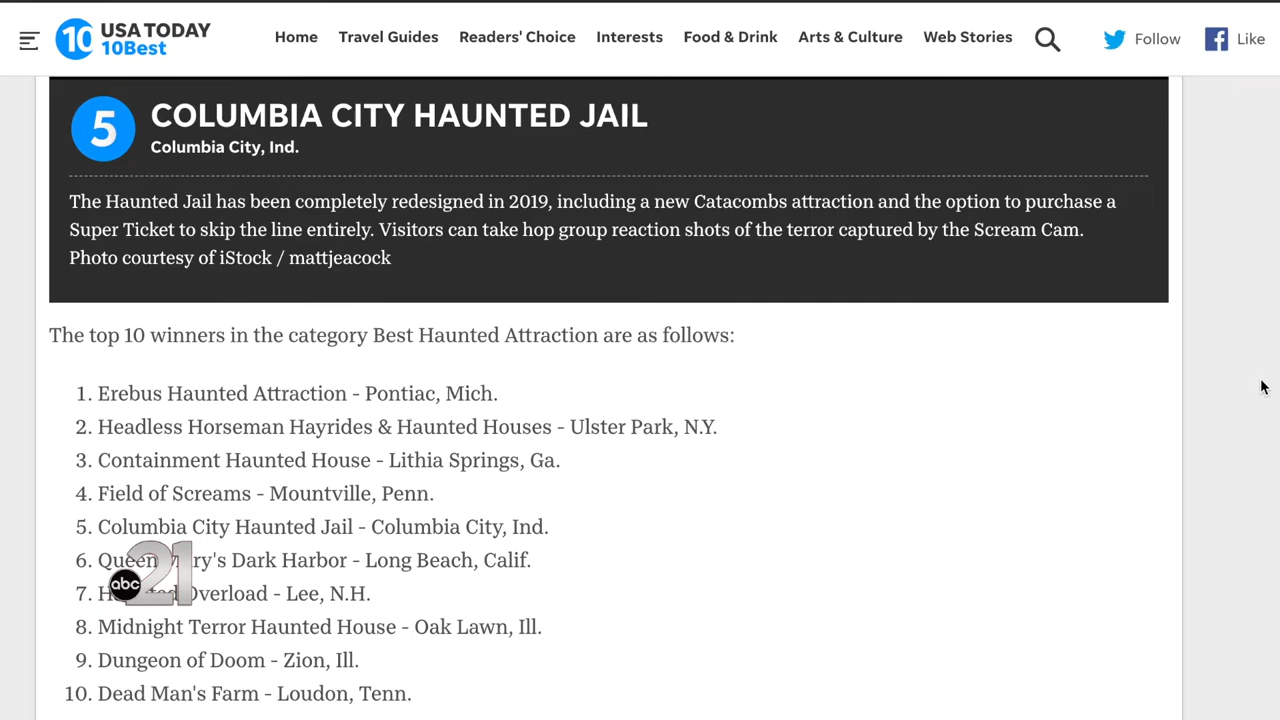 10 USA TODAY
10Best
Home Travel Guides Readers' Choice Interests Food & Drink Arts & Culture Web Stories Follow Like
5 COLUMBIA CITY HAUNTED JAIL
Columbia City, Ind.
The Haunted Jail has been completely redesigned in 2019, including a new Catacombs attraction and the option to purchase a
Super Ticket to skip the line entirely. Visitors can take hop group reaction shots of the terror captured by the Scream Cam.
Photo courtesy of iStock / mattjeacock
The top 10 winners in the category Best Haunted Attraction are as follows:
1. Erebus Haunted Attraction - Pontiac, Mich.
2. Headless Horseman Hayrides & Haunted Houses - Ulster Park, N.Y.
3. Containment Haunted House - Lithia Springs, Ga.
4. Field of Screams - Mountville, Penn.
5. Columbia City Haunted Jail - Columbia City, Ind.
6. Queen Dark Harbor - Long Beach, Calif.
7. Overload - Lee, N.H.
8. Midnight Terror Haunted House - Oak Lawn, Ill.
9. Dungeon of Doom - Zion, Ill.
10. Dead Man's Farm - Loudon, Tenn.
abc 21